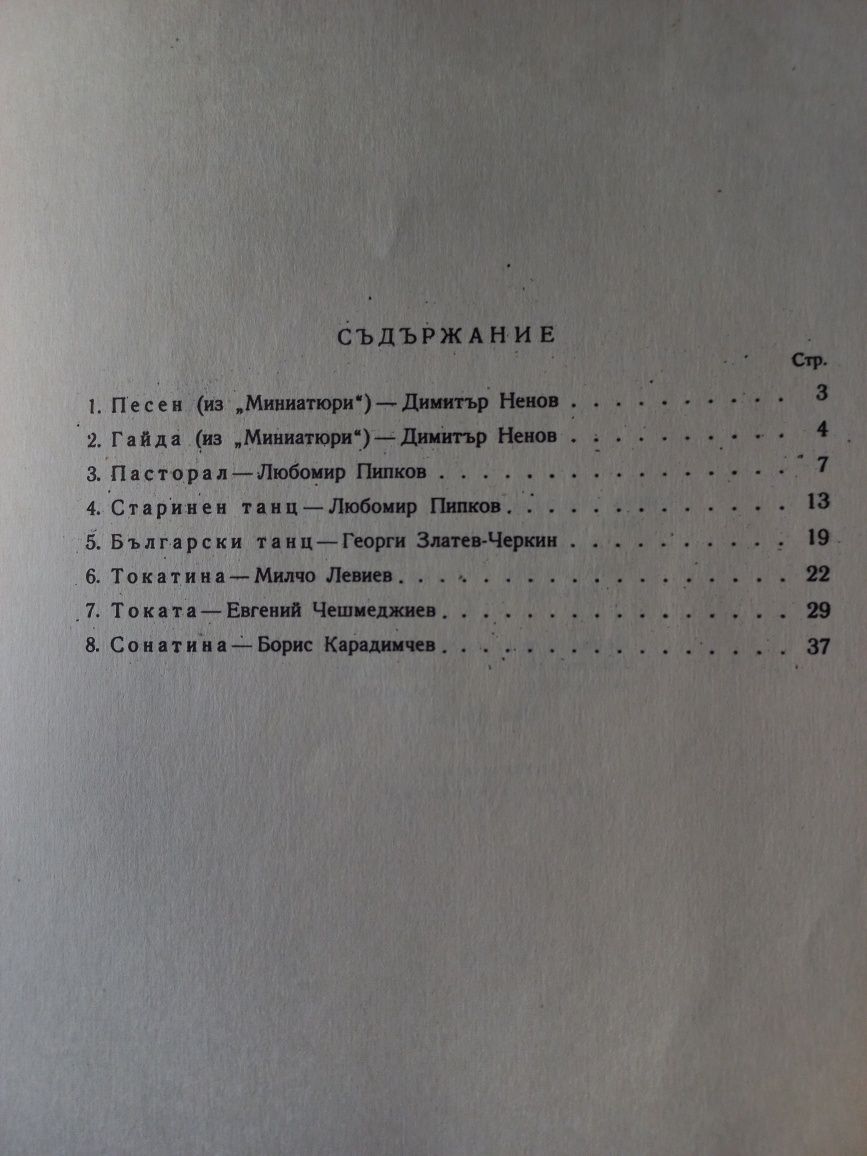 СЪДЪРЖАНИЕ
Стр.
1. Песен (из „Миниатюри“) — Димитър Ненов . . . . . . . . . . 3
2. Гайда (из „Миниатюри“) — Димитър Ненов . . . . . . . . . . 4
3. Пасторал — Любомир Пипков . . . . . . . . . . . . . . . 7
4. Старинен танц — Любомир Пипков . . . . . . . . . . . . . 13
5. Български танц — Георги Златев-Черкин . . . . . . . . . . 19
6. Токатина — Милчо Левиев . . . . . . . . . . . . . . . . . 22
7. Токата — Евгений Чешмеджиев . . . . . . . . . . . . . . . 29
8. Сонатина — Борис Карадимчев . . . . . . . . . . . . . . . 37